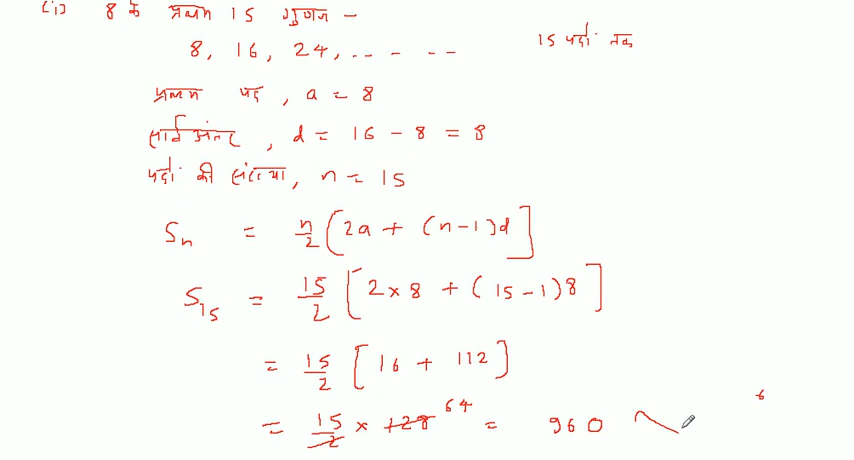 (i) 8 के प्रथम 15 गुणज –
8, 16, 24, ... - -- 15 पदों तक
प्रथम पद, a = 8
सार्व अंतर, d = 16 - 8 = 8
पदों की संख्या, n = 15
Sn = n/2 [2a + (n-1)d]
S15 = 15/2 [2×8 + (15-1)8]
= 15/2 [16 + 112]
= 15/2 × 128 64 = 960